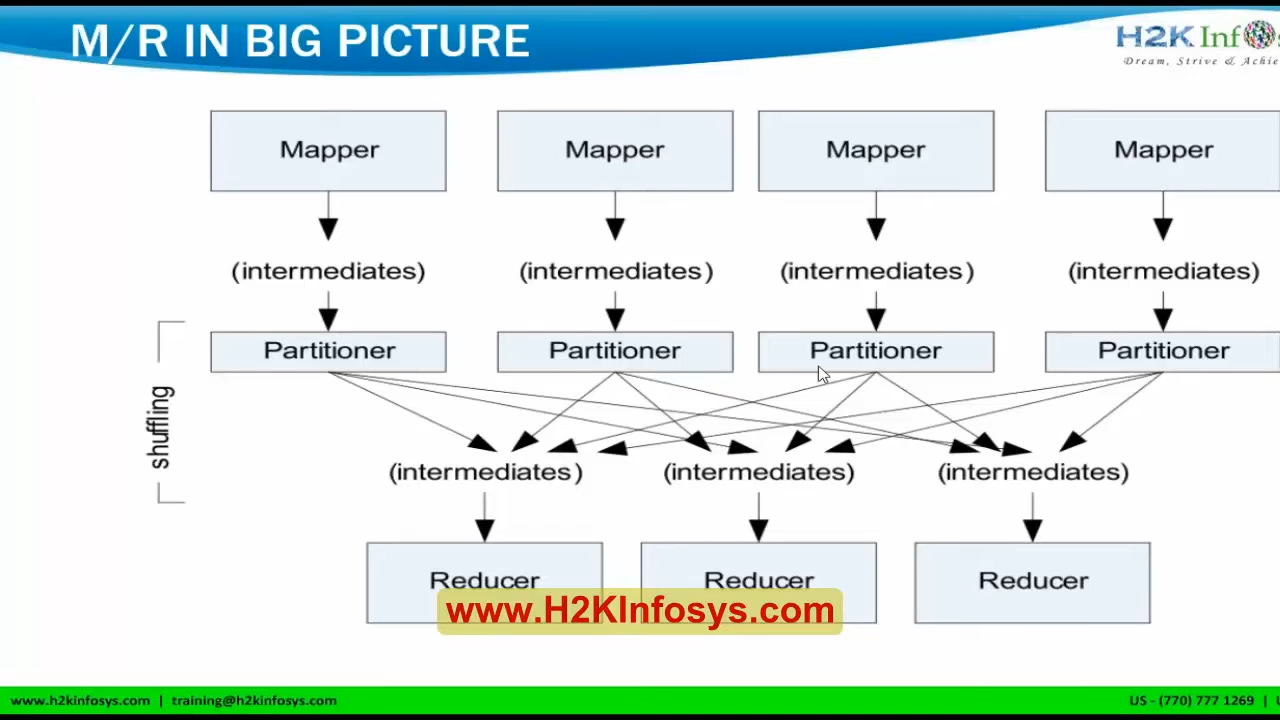 M/R IN BIG PICTURE
H2K Inf
Dream, Strive & Achie
Mapper Mapper Mapper Mapper
(intermediates) (intermediates) (intermediates) (intermediates)
Partitioner Partitioner Partitioner Partitioner
shuffling
(intermediates) (intermediates) (intermediates)
Reducer Reducer Reducer
www.H2KInfosys.com
www.h2kinfosys.com | training@h2kinfosys.com
US - (770) 777 1269 |